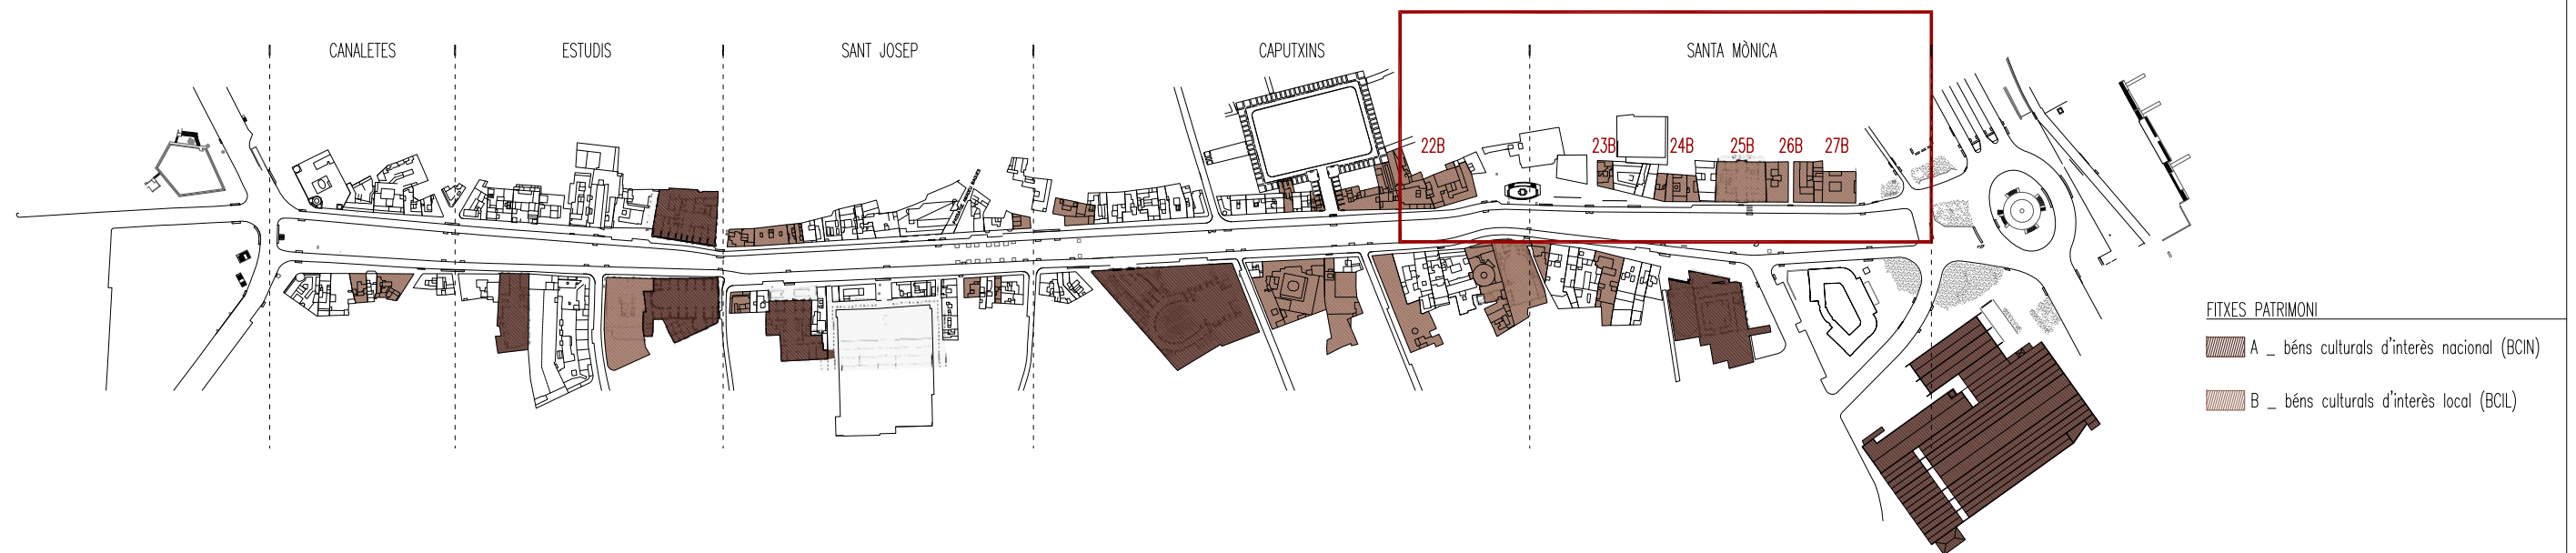 CANALETES
ESTUDIS
SANT JOSEP
CAPUTXINS
SANTA MÒNICA
22B
23B
24B
25B
26B
27B
FITXES PATRIMONI
A _ béns culturals d'interès nacional (BCIN)
B _ béns culturals d'interès local (BCIL)